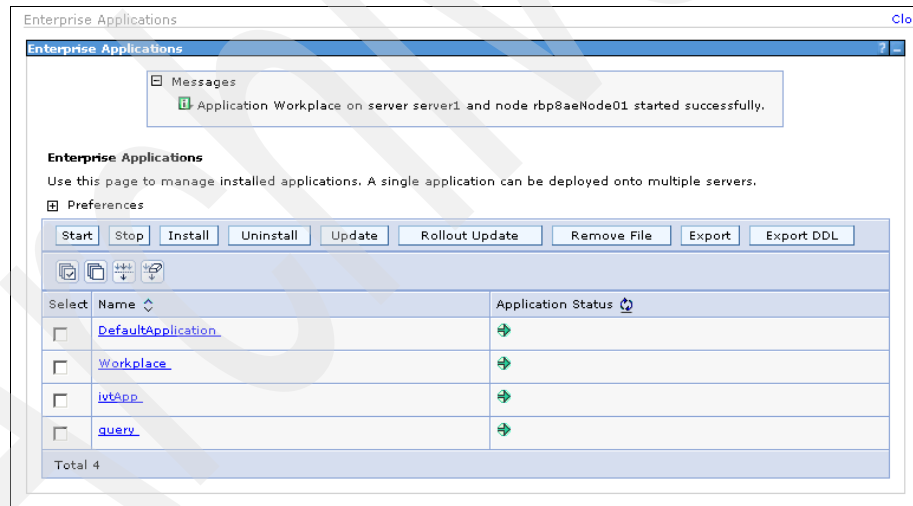 Enterprise Applications Clo
Enterprise Applications ? _
Messages
Application Workplace on server server1 and node rbp8aeNode01 started successfully.
Enterprise Applications
Use this page to manage installed applications. A single application can be deployed onto multiple servers.
Preferences
Start Stop Install Uninstall Update Rollout Update Remove File Export Export DDL
Select Name Application Status
DefaultApplication
Workplace
ivtApp
query
Total 4